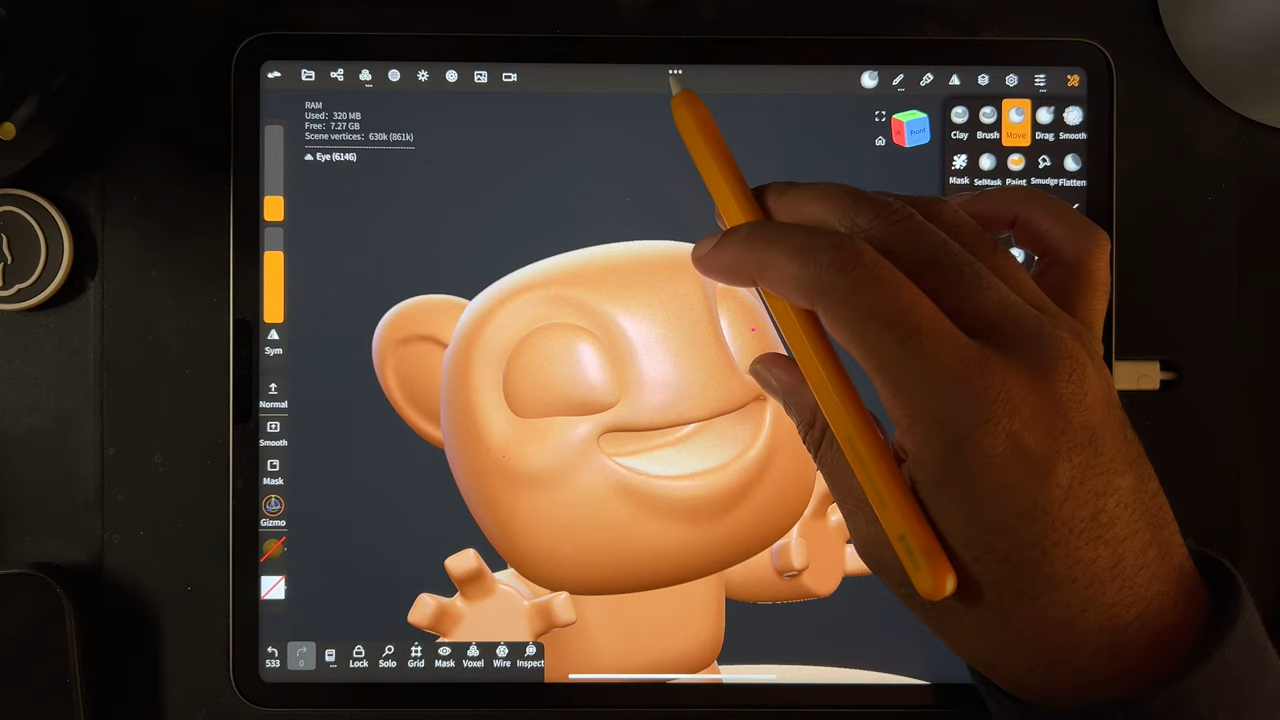 RAM
Used: 320 MB
Free: 7.27 GB
Scene vertices: 630k (861k)
Eye (6146)
Front
Clay Brush Move Drag Smooth
Mask SelMask Paint Smudge Flatten
Sym
Normal
Smooth
Mask
Gizmo
533 0 Lock Solo Grid Mask Voxel Wire Inspect